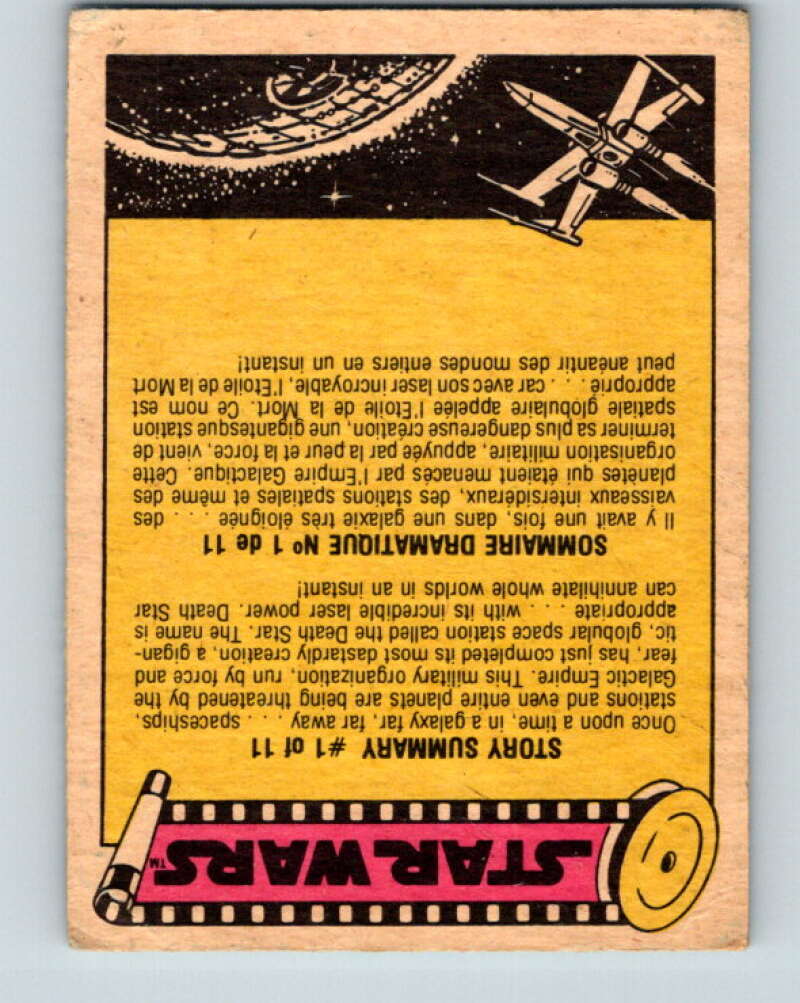 STAR WARS™
STORY SUMMARY #1 of 11
Once upon a time, in a galaxy far, far away . . . spaceships,
stations and even entire planets are being threatened by the
Galactic Empire. This military organization, run by force and
fear, has just completed its most dastardly creation, a gigan-
tic, globular space station called the Death Star. The name is
appropriate . . . with its incredible laser power. Death Star
can annihilate whole worlds in an instant!
SOMMAIRE DRAMATIQUE Nº 1 de 11
Il y avait une fois, dans une galaxie très éloignée . . . des
vaisseaux intersidéraux, des stations spatiales et même des
planètes qui étaient menacés par l'Empire Galactique. Cette
organisation militaire, appuyée par la peur et la force, vient de
terminer sa plus dangereuse création, une gigantesque station
spatiale globulaire appelée l'Etoile de la Mort. Ce nom est
approprié . . . car avec son laser incroyable, l'Etoile de la Mort
peut anéantir des mondes entiers en un instant!